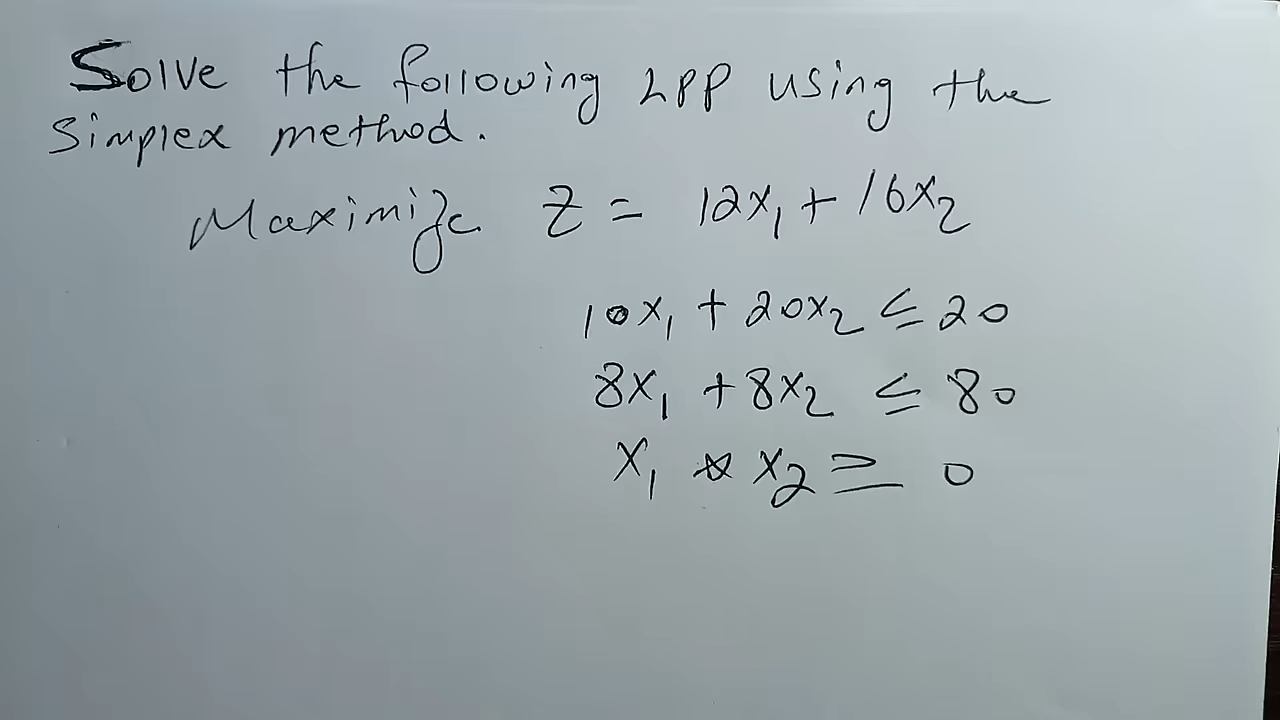 Solve the following LPP using the
Simplex method.
Maximize Z = 12x₁ + 16x₂
10x₁ + 20x₂ ≤ 20
8x₁ + 8x₂ ≤ 80
x₁ & x₂ ≥ 0